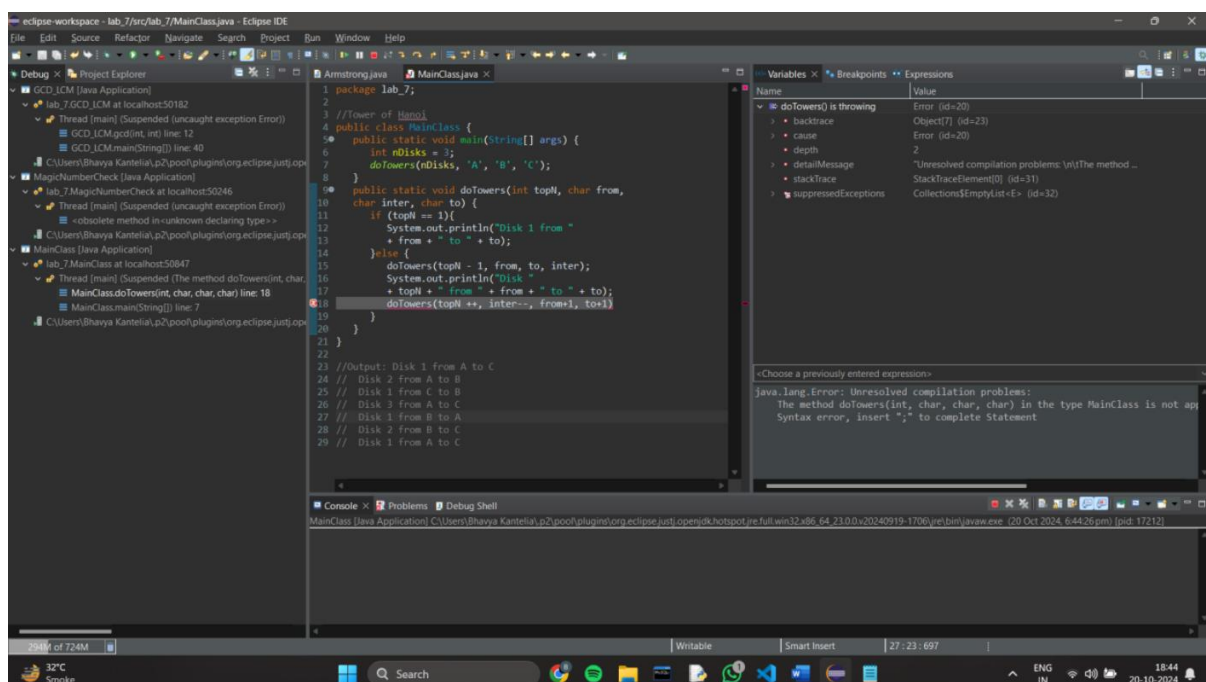 eclipse-workspace - lab_7/src/lab_7/MainClass.java - Eclipse IDE
File Edit Source Refactor Navigate Search Project Run Window Help
Debug Project Explorer
GCD_LCM [Java Application]
lab_7.GCD_LCM at localhost:50182
Thread [main] (Suspended (uncaught exception Error))
GCD_LCM.gcd(int, int) line: 12
GCD_LCM.main(String[]) line: 40
C:\Users\Bhavya Kantelia\.p2\pool\plugins\org.eclipse.justj.op
MagicNumberCheck [Java Application]
lab_7.MagicNumberCheck at localhost:50246
Thread [main] (Suspended (uncaught exception Error))
<obsolete method in<unknown declaring type>>
C:\Users\Bhavya Kantelia\.p2\pool\plugins\org.eclipse.justj.op
MainClass [Java Application]
lab_7.MainClass at localhost:50847
Thread [main] (Suspended (The method doTowers(int, char,
MainClass.doTowers(int, char, char, char) line: 18
MainClass.main(String[]) line: 7
C:\Users\Bhavya Kantelia\.p2\pool\plugins\org.eclipse.justj.op
Armstrong.java MainClass.java
1 package lab_7;
2
3 //Tower of Hanoi
4 public class MainClass {
5 public static void main(String[] args) {
6 int nDisks = 3;
7 doTowers(nDisks, 'A', 'B', 'C');
8 }
9 public static void doTowers(int topN, char from,
10 char inter, char to) {
11 if (topN == 1){
12 System.out.println("Disk 1 from "
13 + from + " to " + to);
14 }else {
15 doTowers(topN - 1, from, to, inter);
16 System.out.println("Disk "
17 + topN + " from " + from + " to " + to);
18 doTowers(topN ++, inter--, from+1, to+1)
19 }
20 }
21 }
22
23 //Output: Disk 1 from A to C
24 // Disk 2 from A to B
25 // Disk 1 from C to B
26 // Disk 3 from A to C
27 // Disk 1 from B to A
28 // Disk 2 from B to C
29 // Disk 1 from A to C
Variables Breakpoints Expressions
Name Value
doTowers() is throwing Error (id=20)
backtrace Object[7] (id=23)
cause Error (id=20)
depth 2
detailMessage "Unresolved compilation problems: \n\tThe method ...
stackTrace StackTraceElement[0] (id=31)
suppressedExceptions Collections$EmptyList<E> (id=32)
<Choose a previously entered expression>
java.lang.Error: Unresolved compilation problems:
The method doTowers(int, char, char, char) in the type MainClass is not app
Syntax error, insert ";" to complete Statement
Console Problems Debug Shell
MainClass [Java Application] C:\Users\Bhavya Kantelia\.p2\pool\plugins\org.eclipse.justj.openjdk.hotspot.jre.full.win32.x86_64_23.0.0.v20240919-1706\jre\bin\javaw.exe (20 Oct 2024, 6:44:26 pm) [pid: 17212]
294M of 724M Writable Smart Insert 27 : 23 : 697
32°C
Smoke
Search
ENG
IN
18:44
20-10-2024